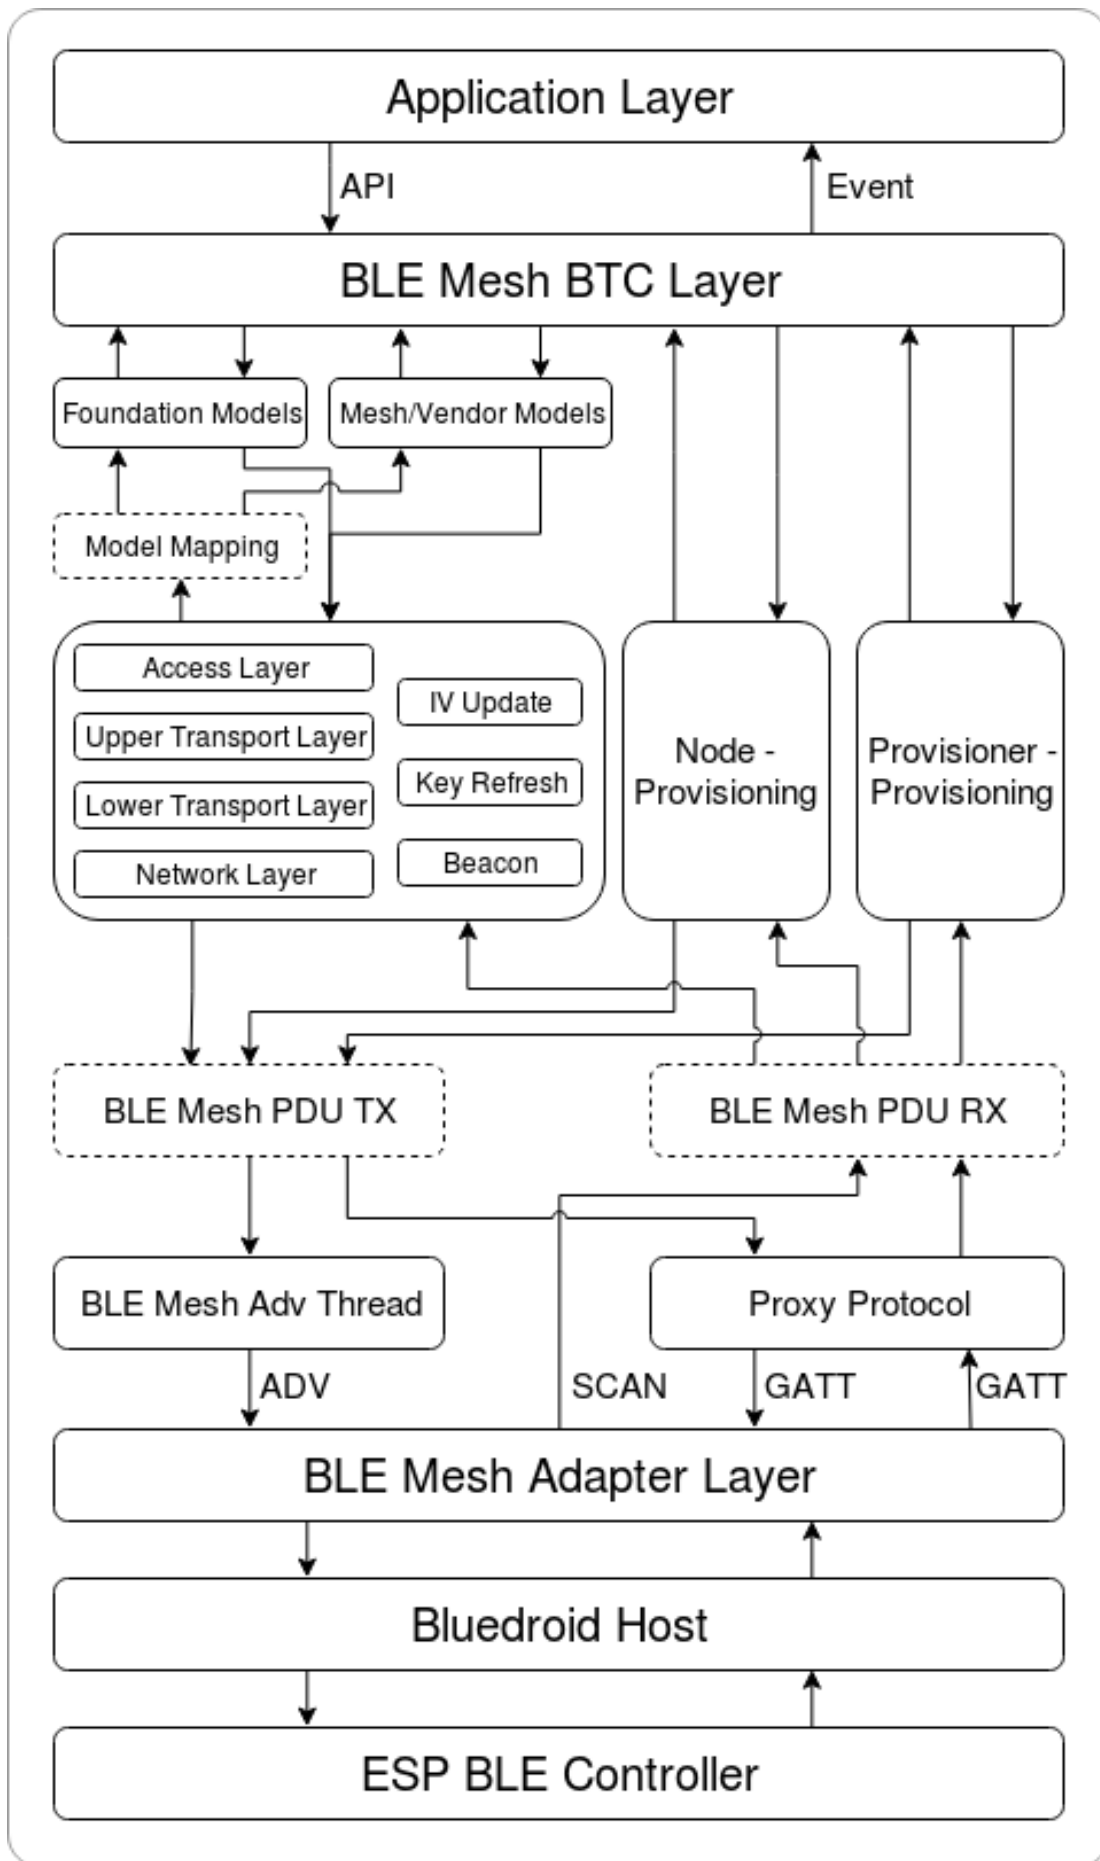 Application Layer
API
Event
BLE Mesh BTC Layer
Foundation Models
Mesh/Vendor Models
Model Mapping
Access Layer
Upper Transport Layer
Lower Transport Layer
Network Layer
IV Update
Key Refresh
Beacon
Node -
Provisioning
Provisioner -
Provisioning
BLE Mesh PDU TX
BLE Mesh PDU RX
BLE Mesh Adv Thread
Proxy Protocol
ADV
SCAN
GATT
GATT
BLE Mesh Adapter Layer
Bluedroid Host
ESP BLE Controller